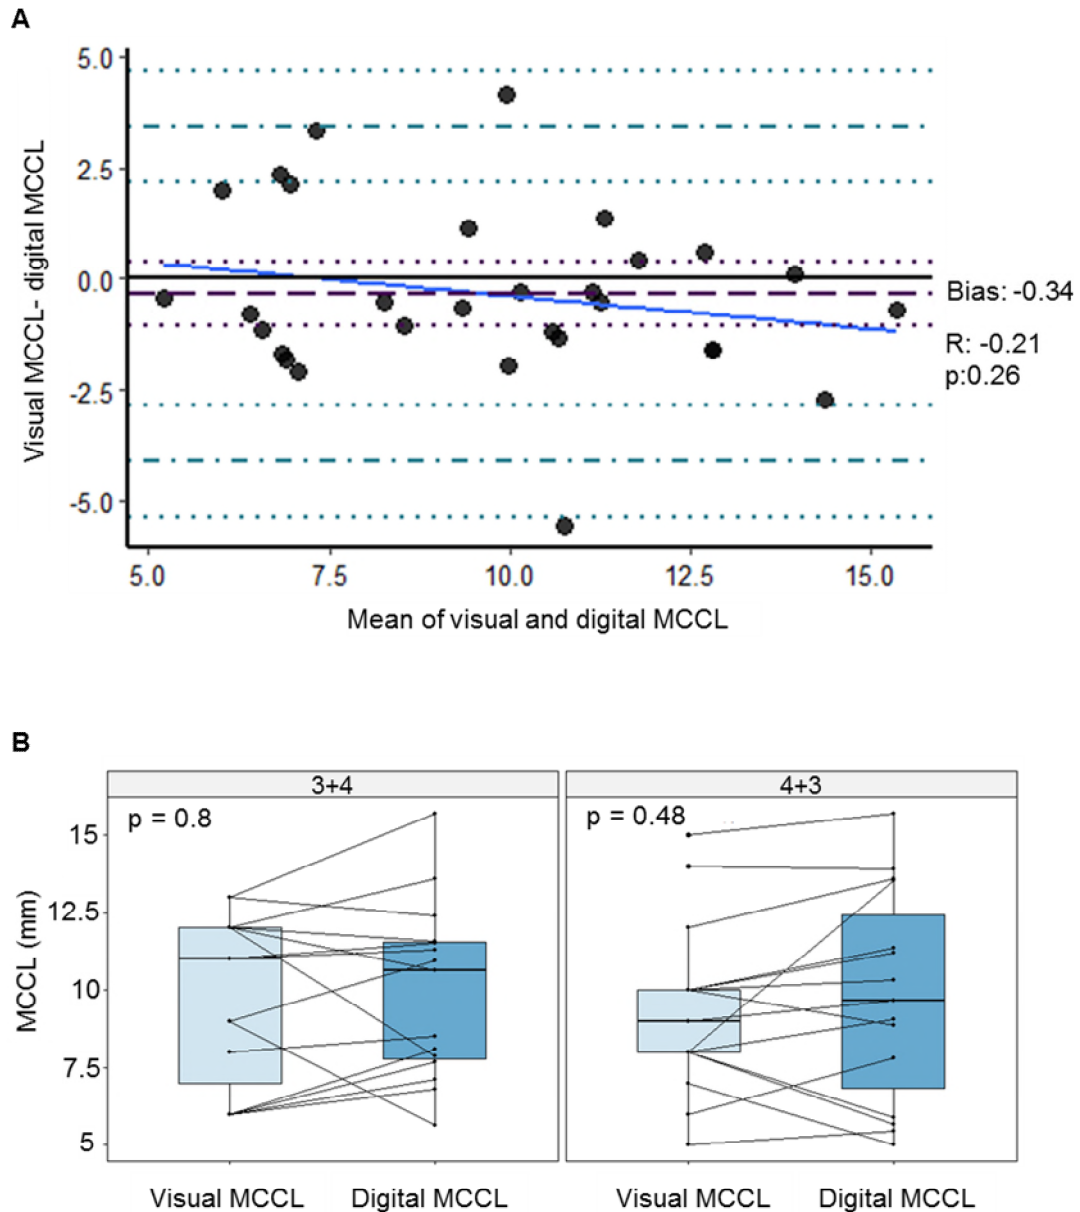 A
Visual MCCL- digital MCCL
5.0
2.5
0.0
-2.5
-5.0
Bias: -0.34
R: -0.21
p:0.26
5.0 7.5 10.0 12.5 15.0
Mean of visual and digital MCCL
B
3+4 4+3
p = 0.8 p = 0.48
MCCL (mm)
15
12.5
10
7.5
5
Visual MCCL Digital MCCL Visual MCCL Digital MCCL